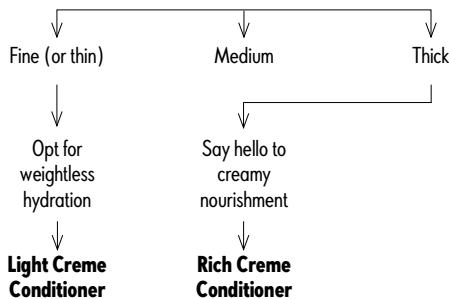 Fine (or thin)
Medium
Thick
Opt for
weightless
hydration
Say hello to
creamy
nourishment
Light Creme
Conditioner
Rich Creme
Conditioner